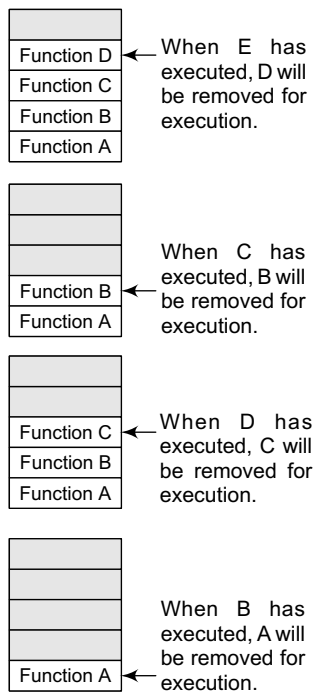 Function D
Function C
Function B
Function A
When E has
executed, D will
be removed for
execution.
Function B
Function A
When C has
executed, B will
be removed for
execution.
Function C
Function B
Function A
When D has
executed, C will
be removed for
execution.
Function A
When B has
executed, A will
be removed for
execution.